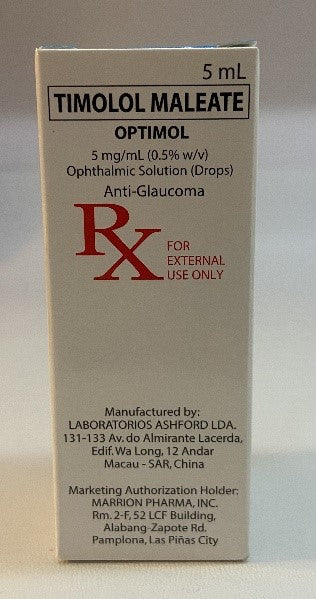 5 mL
TIMOLOL MALEATE
OPTIMOL
5 mg/mL (0.5% w/v)
Ophthalmic Solution (Drops)
Anti-Glaucoma
Rx
FOR
EXTERNAL
USE ONLY
Manufactured by:
LABORATORIOS ASHFORD LDA.
131-133 Av. do Almirante Lacerda,
Edif. Wa Long, 12 Andar
Macau - SAR, China
Marketing Authorization Holder:
MARRION PHARMA, INC.
Rm. 2-F, 52 LCF Building,
Alabang-Zapote Rd.
Pamplona, Las Piñas City